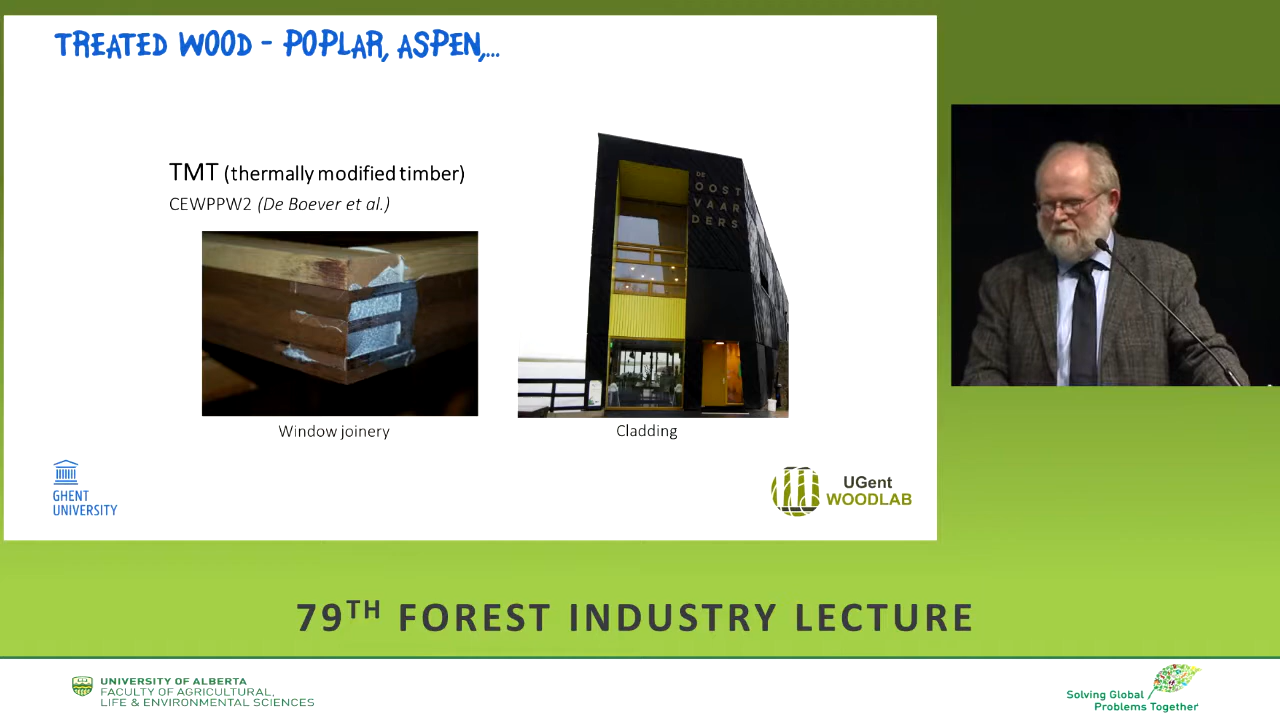 TREATED WOOD - POPLAR, ASPEN,...
TMT (thermally modified timber)
CEWPPW2 (De Boever et al.)
DE
OOST
VAAR
DERS
Window joinery
Cladding
GHENT
UNIVERSITY
UGent
WOODLAB
79TH FOREST INDUSTRY LECTURE
UNIVERSITY OF ALBERTA
FACULTY OF AGRICULTURAL,
LIFE & ENVIRONMENTAL SCIENCES
Solving Global
Problems Together